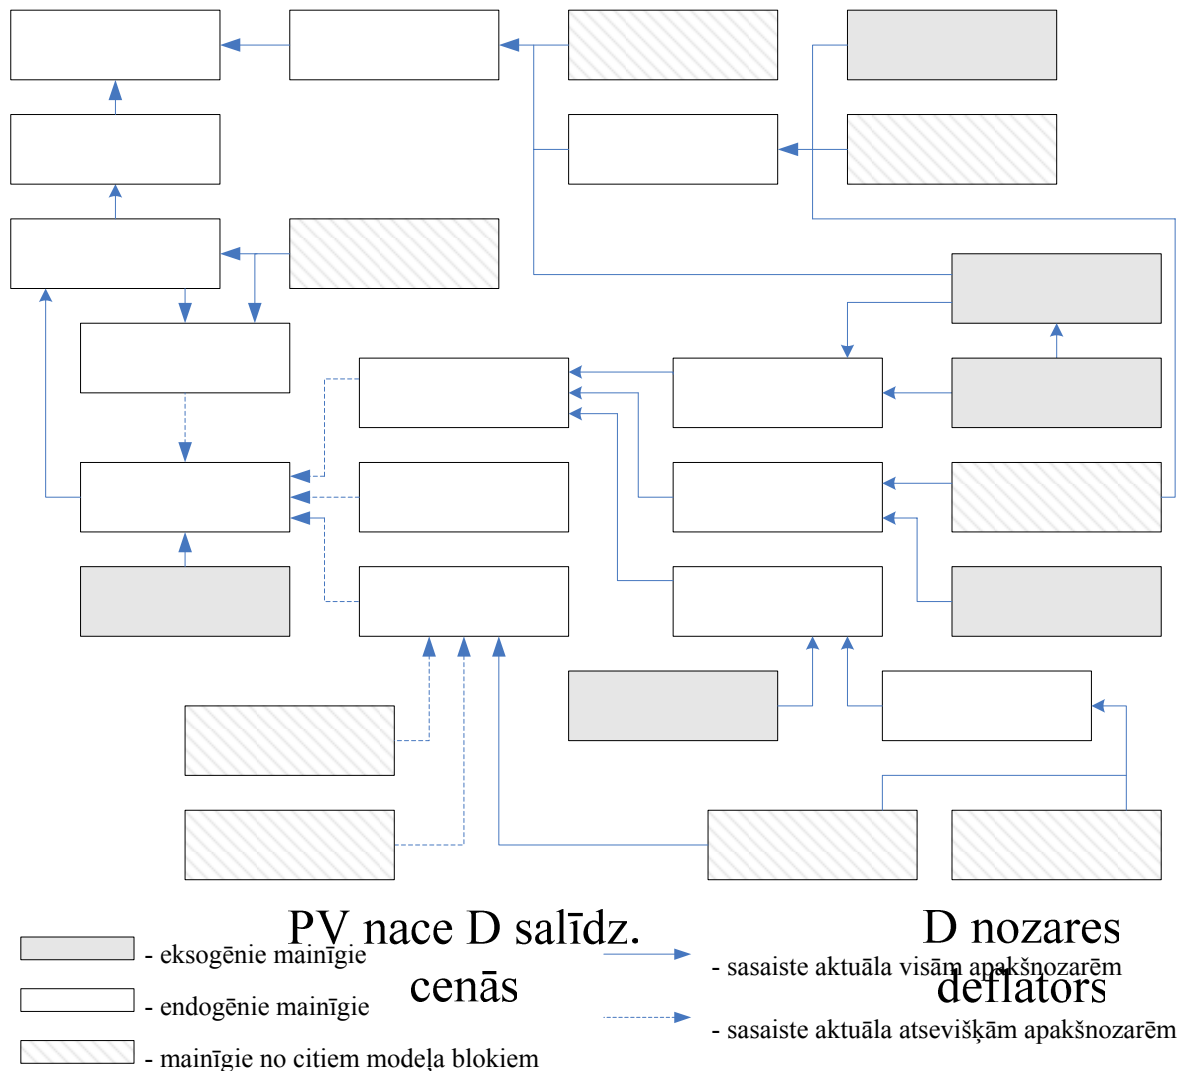 PV nace D salīdz.
cenās
D nozares
deflators
- eksogēnie mainīgie
- endogēnie mainīgie
- mainīgie no citiem modeļa blokiem
- sasaiste aktuāla visām apakšnozarēm
- sasaiste aktuāla atsevišķām apakšnozarēm